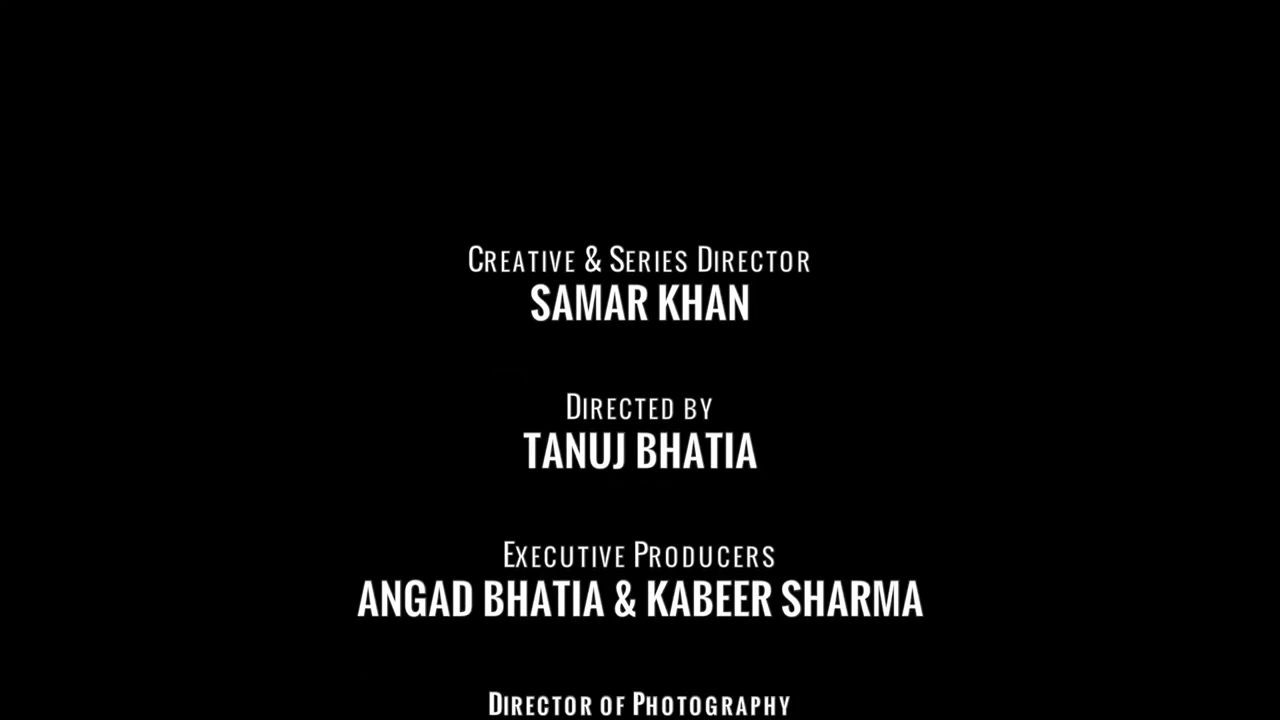 Creative & Series Director
SAMAR KHAN
Directed by
TANUJ BHATIA
Executive Producers
ANGAD BHATIA & KABEER SHARMA
Director of Photography